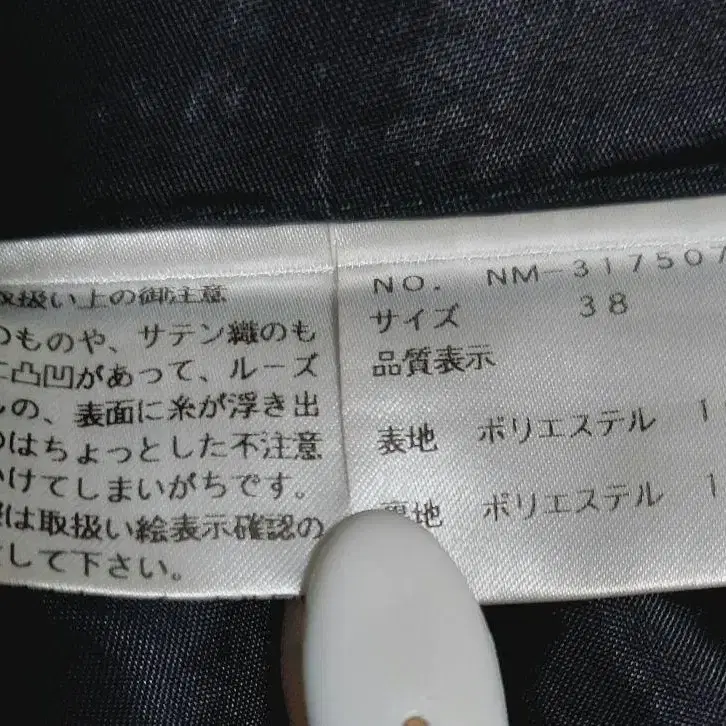 取扱い上の御注意
のものや、サテン織のも
凸凹があって、ルーズ
の、表面に糸が浮き出
はちょっとした不注意
けてしまいがちです。
は取扱い絵表示確認の
して下さい。
NO. NM-317507
サイズ 38
品質表示
表地 ポリエステル 1
裏地 ポリエステル 1